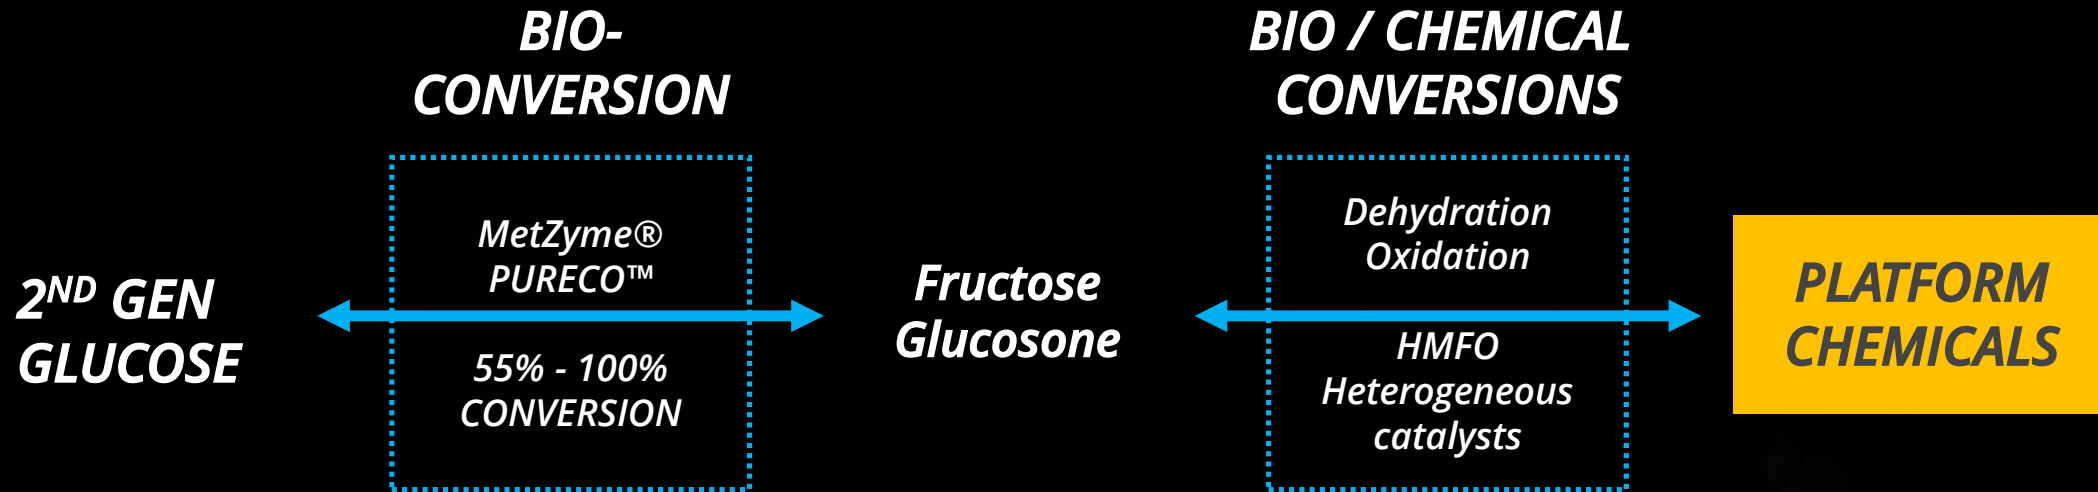 BIO-
CONVERSION
BIO / CHEMICAL
CONVERSIONS
2ND GEN
GLUCOSE
MetZyme®
PURECO™
55% - 100%
CONVERSION
Fructose
Glucosone
Dehydration
Oxidation
HMFO
Heterogeneous
catalysts
PLATFORM
CHEMICALS